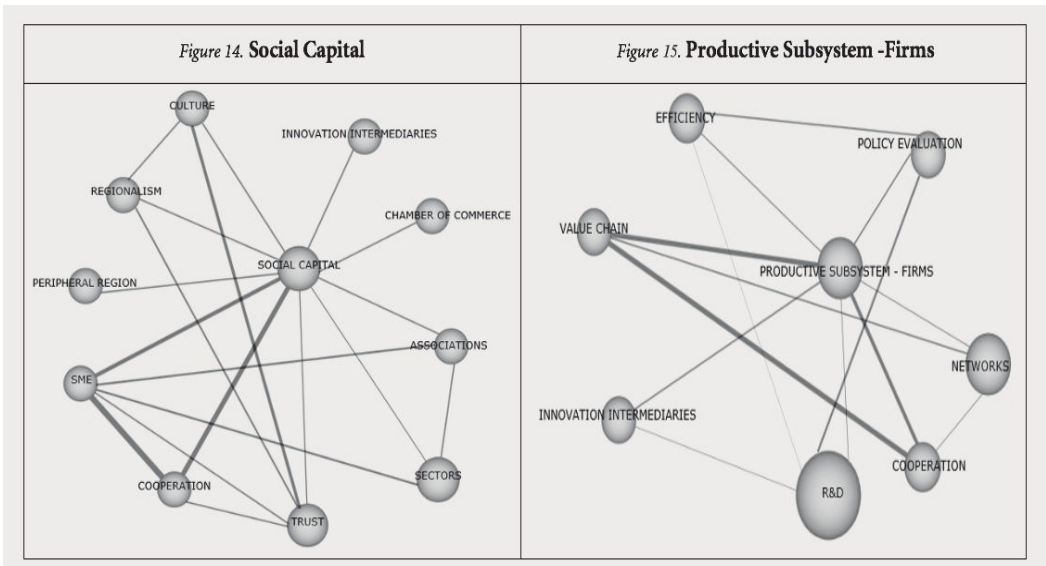 Figure 14. Social Capital
CULTURE
INNOVATION INTERMEDIARIES
REGIONALISM
CHAMBER OF COMMERCE
SOCIAL CAPITAL
PERIPHERAL REGION
ASSOCIATIONS
SME
SECTORS
COOPERATION
TRUST
Figure 15. Productive Subsystem -Firms
EFFICIENCY
POLICY EVALUATION
VALUE CHAIN
PRODUCTIVE SUBSYSTEM - FIRMS
NETWORKS
INNOVATION INTERMEDIARIES
COOPERATION
R&D